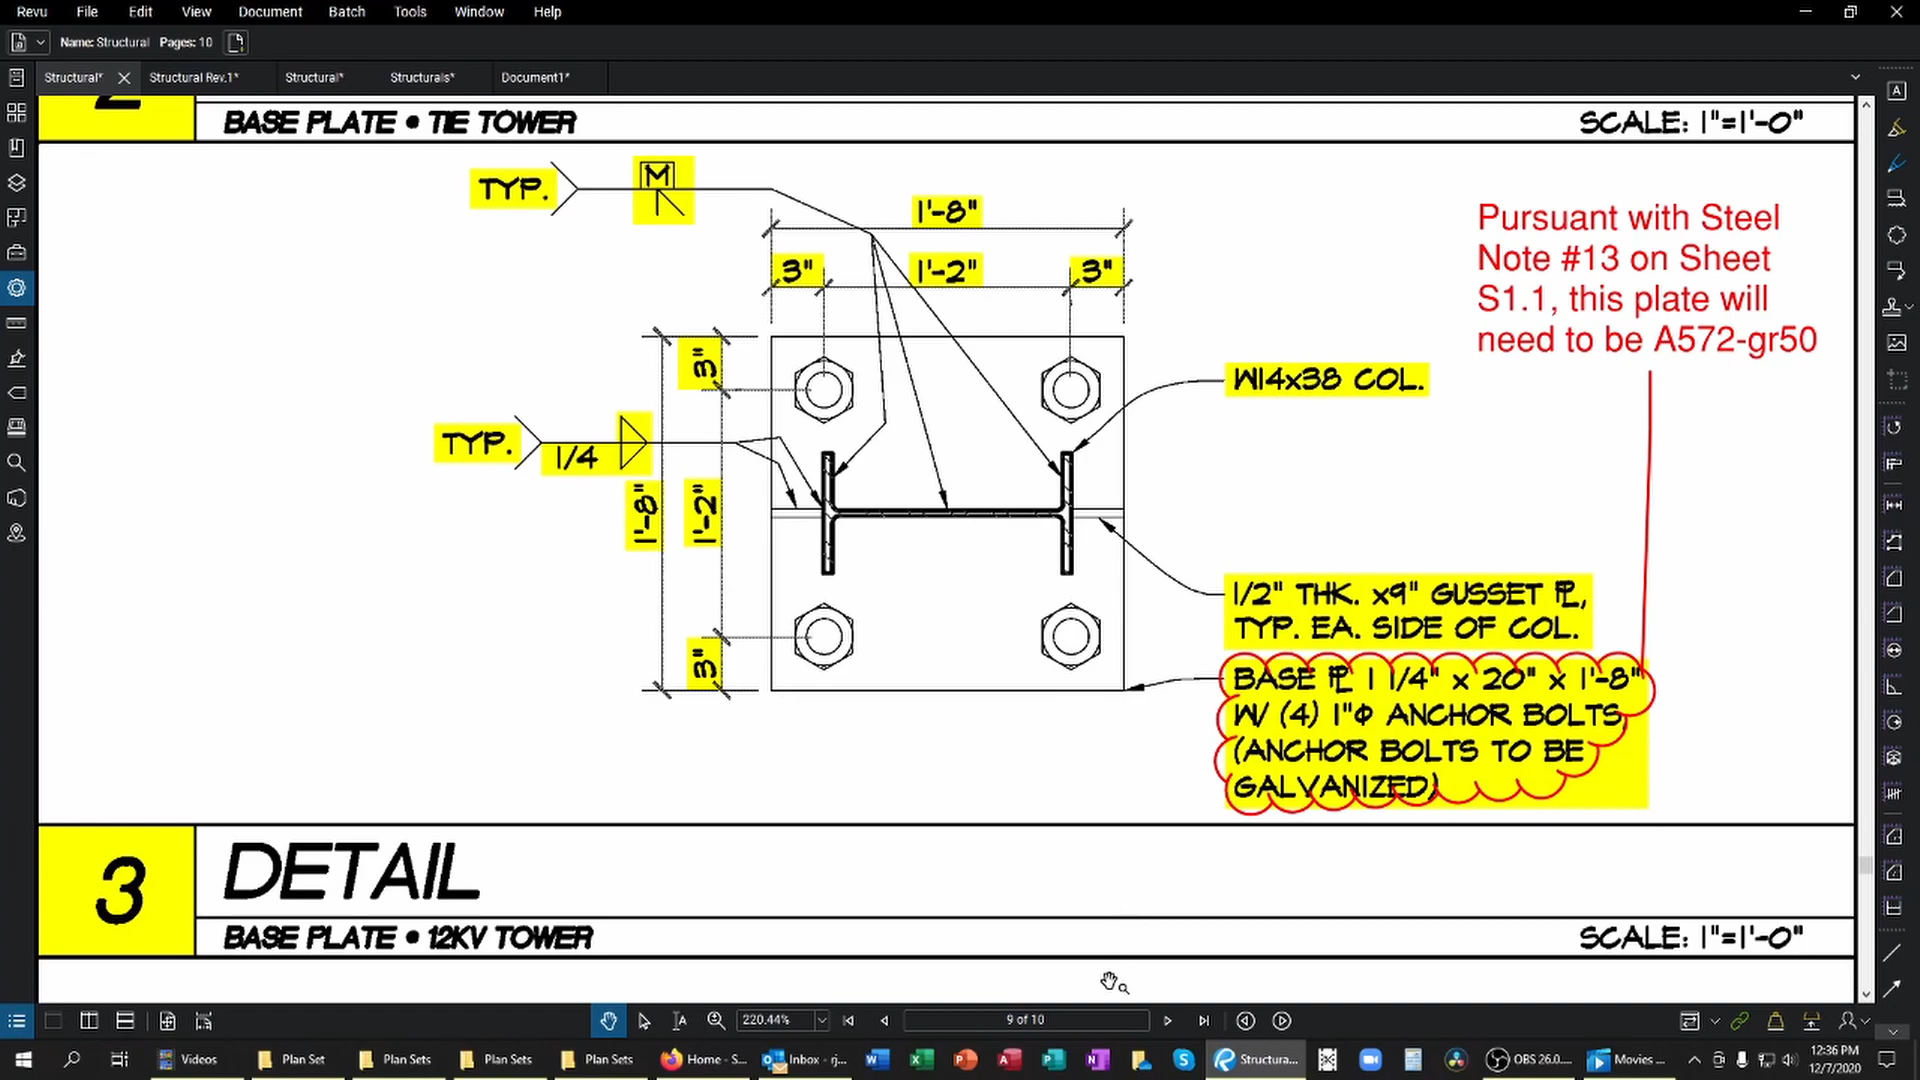 Revu File Edit View Document Batch Tools Window Help
Name: Structural Pages: 10
Structural* Structural Rev.1* Structural* Structurals* Document1*
BASE PLATE • TIE TOWER
SCALE: 1"=1'-0"
TYP.
M
1'-8"
3" 1'-2" 3"
Pursuant with Steel
Note #13 on Sheet
S1.1, this plate will
need to be A572-gr50
3"
W14x38 COL.
TYP.
1/4
1'-8"
1'-2"
1/2" THK. x9" GUSSET PL,
TYP. EA. SIDE OF COL.
3"
BASE PL 1 1/4" x 20" x 1'-8"
W/ (4) 1"Φ ANCHOR BOLTS
(ANCHOR BOLTS TO BE
GALVANIZED)
3
DETAIL
BASE PLATE • 12KV TOWER
SCALE: 1"=1'-0"
220.44%
9 of 10
Videos
Plan Set
Plan Sets
Plan Sets
Plan Sets
Home - S...
Inbox - rj...
Structura...
OBS 26.0....
Movies ...
12:36 PM
12/7/2020